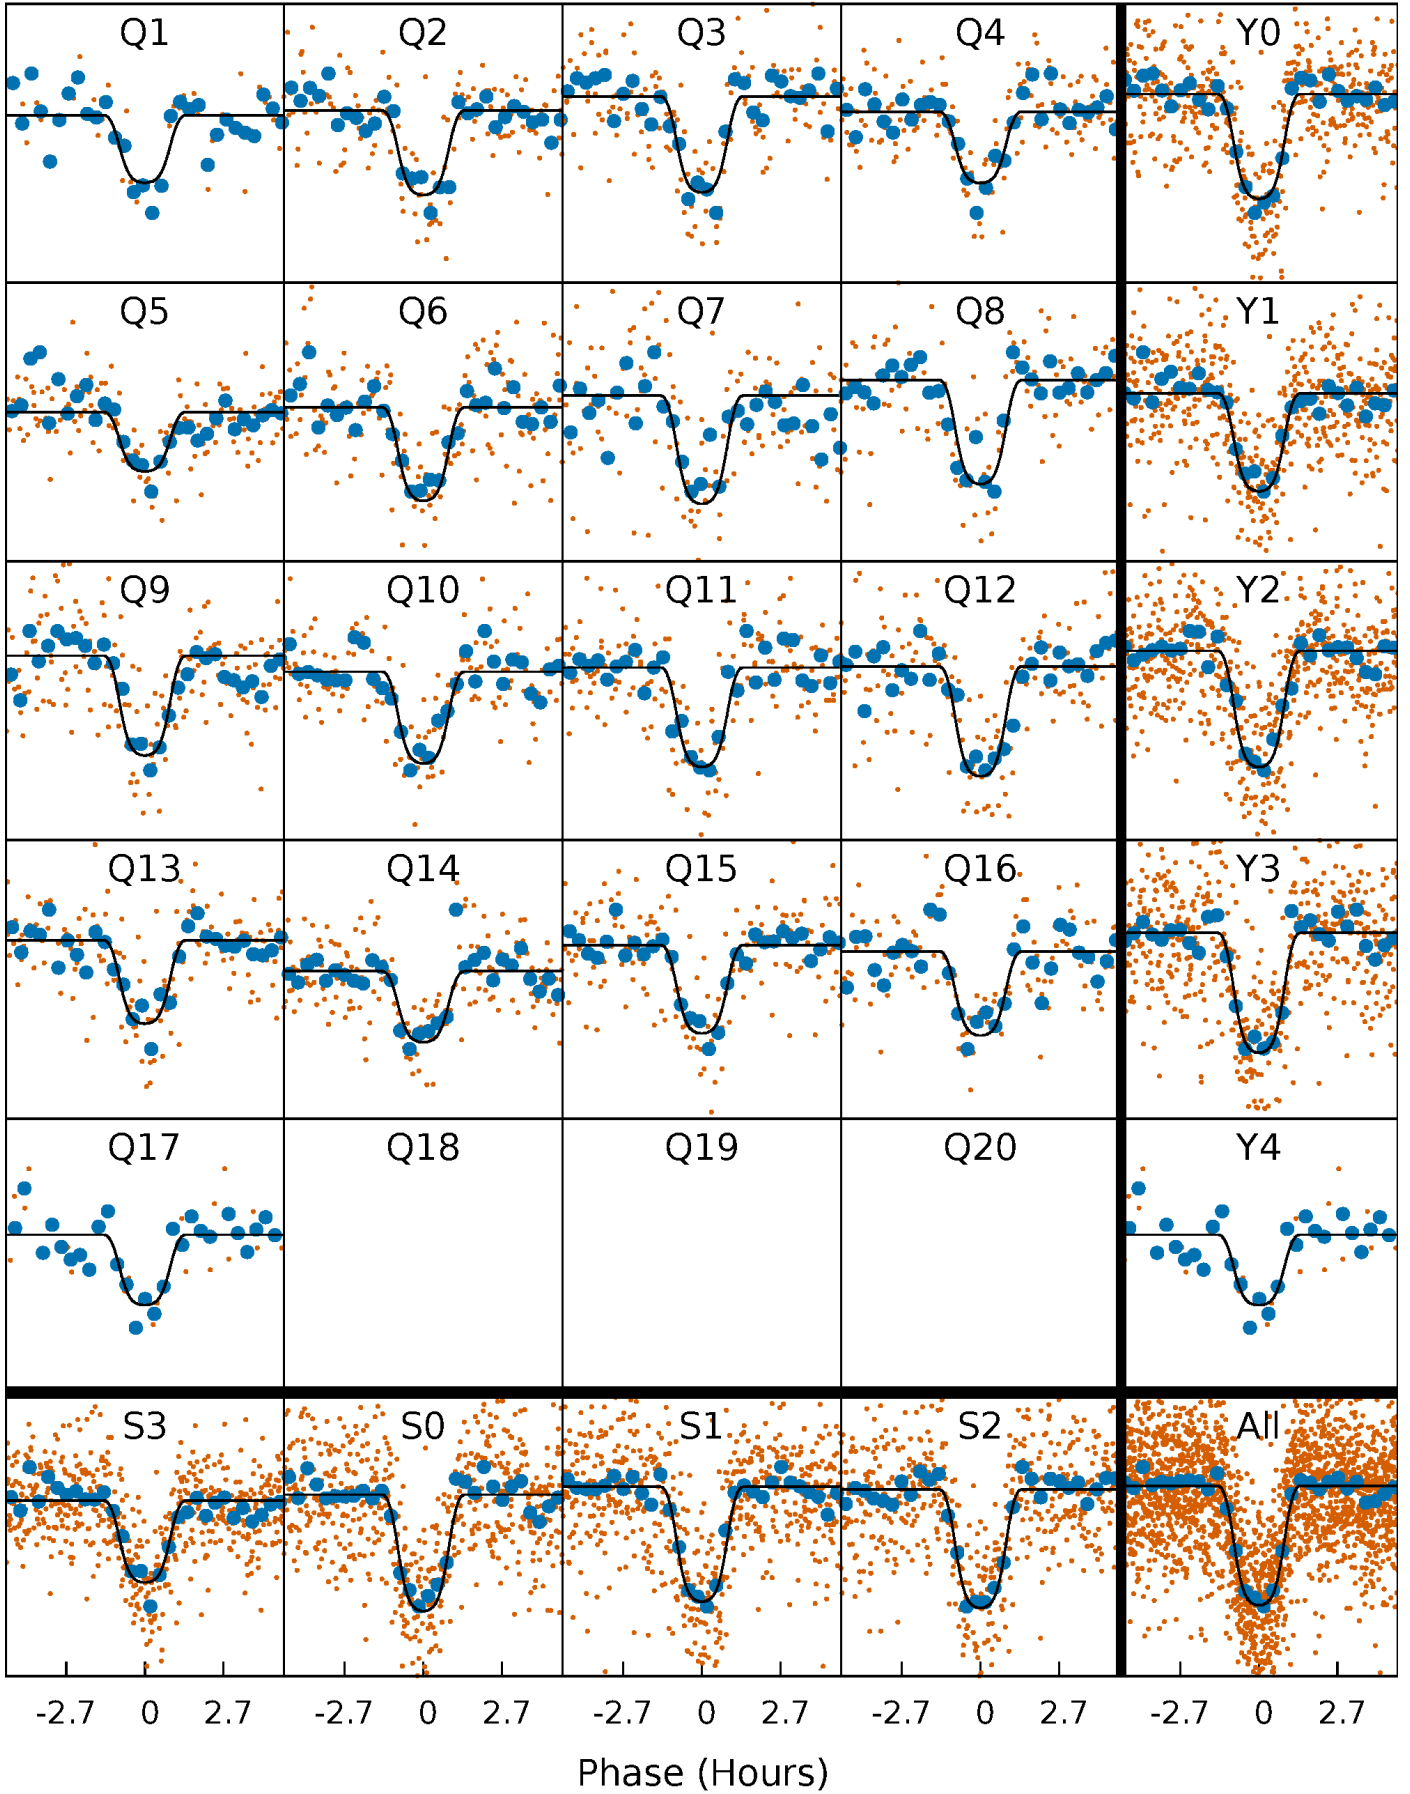 Q1 Q2 Q3 Q4 Y0
Q5 Q6 Q7 Q8 Y1
Q9 Q10 Q11 Q12 Y2
Q13 Q14 Q15 Q16 Y3
Q17 Q18 Q19 Q20 Y4
S3 S0 S1 S2 All
-2.7 0 2.7 -2.7 0 2.7 -2.7 0 2.7 -2.7 0 2.7 -2.7 0 2.7
Phase (Hours)